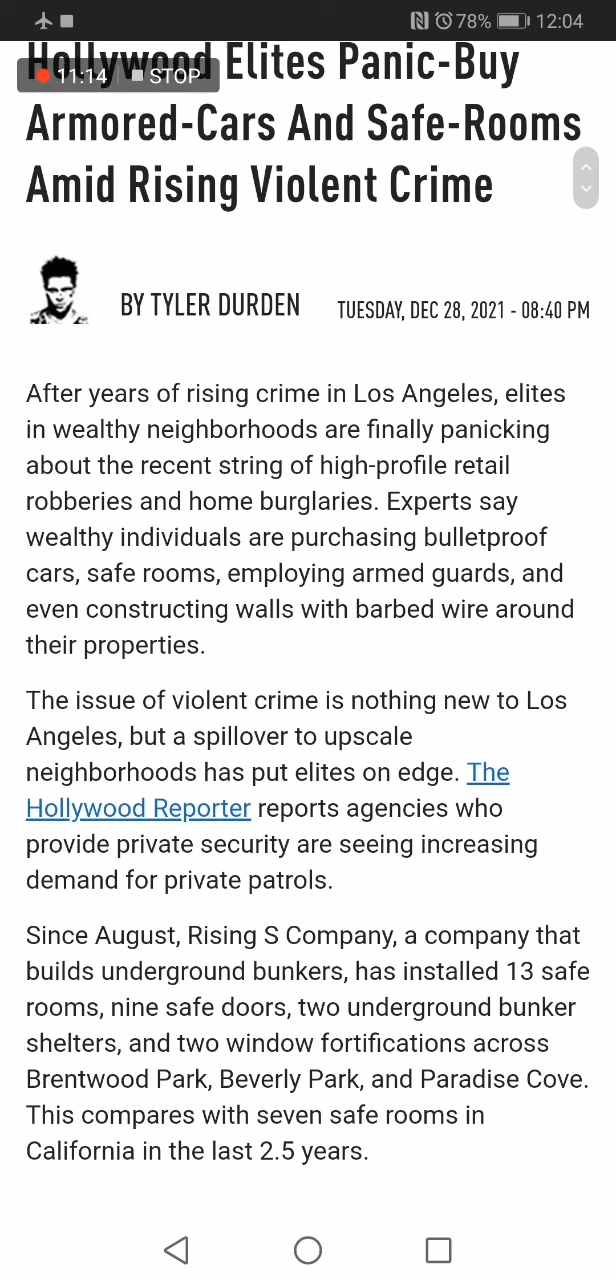 78% 12:04
Hollywood Elites Panic-Buy
11:14 STOP
Armored-Cars And Safe-Rooms
Amid Rising Violent Crime
BY TYLER DURDEN TUESDAY, DEC 28, 2021 - 08:40 PM
After years of rising crime in Los Angeles, elites
in wealthy neighborhoods are finally panicking
about the recent string of high-profile retail
robberies and home burglaries. Experts say
wealthy individuals are purchasing bulletproof
cars, safe rooms, employing armed guards, and
even constructing walls with barbed wire around
their properties.
The issue of violent crime is nothing new to Los
Angeles, but a spillover to upscale
neighborhoods has put elites on edge. The
Hollywood Reporter reports agencies who
provide private security are seeing increasing
demand for private patrols.
Since August, Rising S Company, a company that
builds underground bunkers, has installed 13 safe
rooms, nine safe doors, two underground bunker
shelters, and two window fortifications across
Brentwood Park, Beverly Park, and Paradise Cove.
This compares with seven safe rooms in
California in the last 2.5 years.